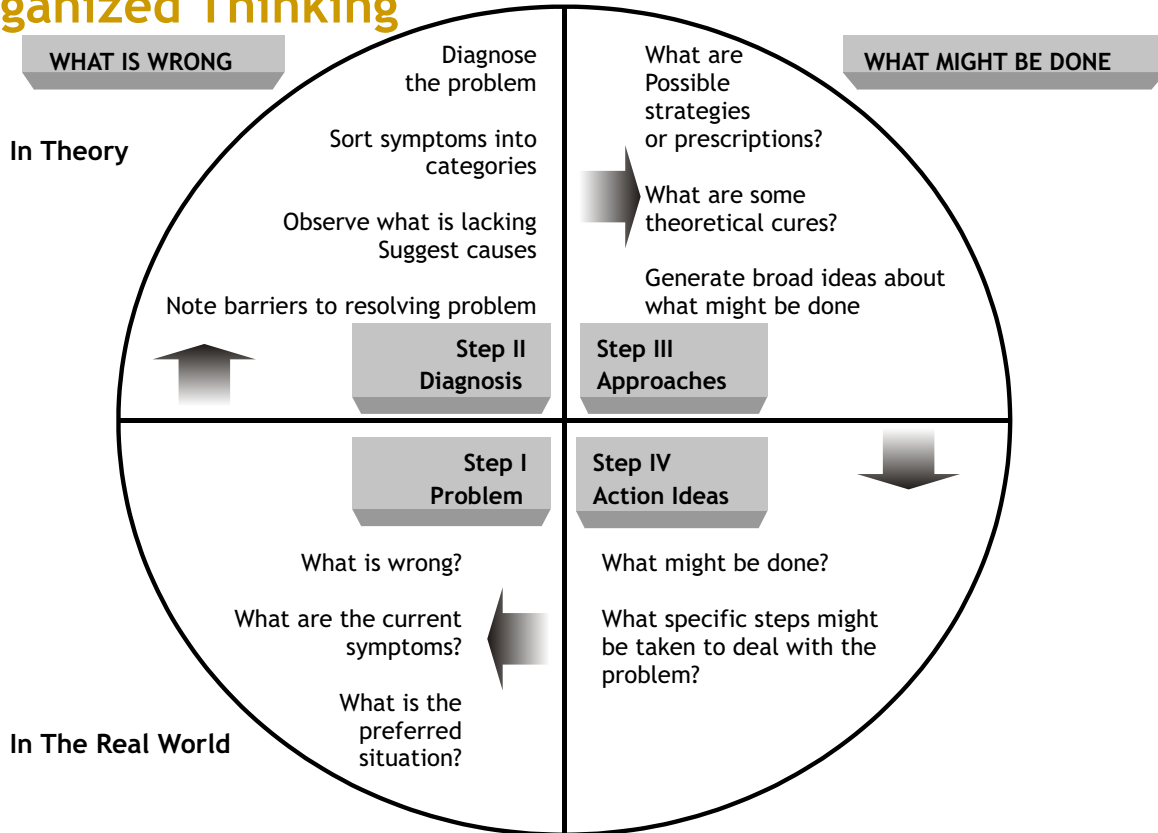 ganized Thinking
WHAT IS WRONG
WHAT MIGHT BE DONE
In Theory
Diagnose
the problem
Sort symptoms into
categories
Observe what is lacking
Suggest causes
Note barriers to resolving problem
Step II
Diagnosis
What are
Possible
strategies
or prescriptions?
What are some
theoretical cures?
Generate broad ideas about
what might be done
Step III
Approaches
Step I
Problem
What is wrong?
What are the current
symptoms?
What is the
preferred
situation?
Step IV
Action Ideas
What might be done?
What specific steps might
be taken to deal with the
problem?
In The Real World